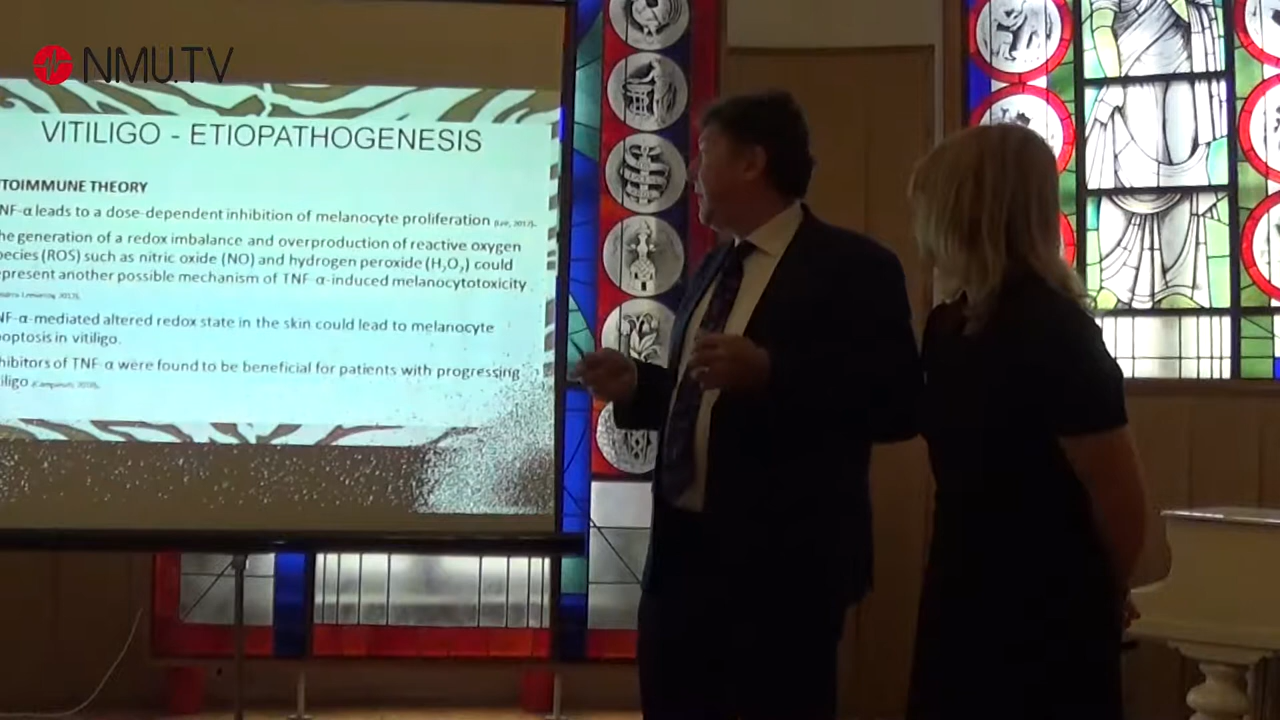 NMU.TV
VITILIGO - ETIOPATHOGENESIS
TOIMMUNE THEORY
NF-α leads to a dose-dependent inhibition of melanocyte proliferation
he generation of a redox imbalance and overproduction of reactive oxygen
pecies (ROS) such as nitric oxide (NO) and hydrogen peroxide (H₂O₂) could
epresent another possible mechanism of TNF-α-induced melanocytotoxicity
NF-α-mediated altered redox state in the skin could lead to melanocyte
optosis in vitiligo.
hibitors of TNF-α were found to be beneficial for patients with progressing
iligo